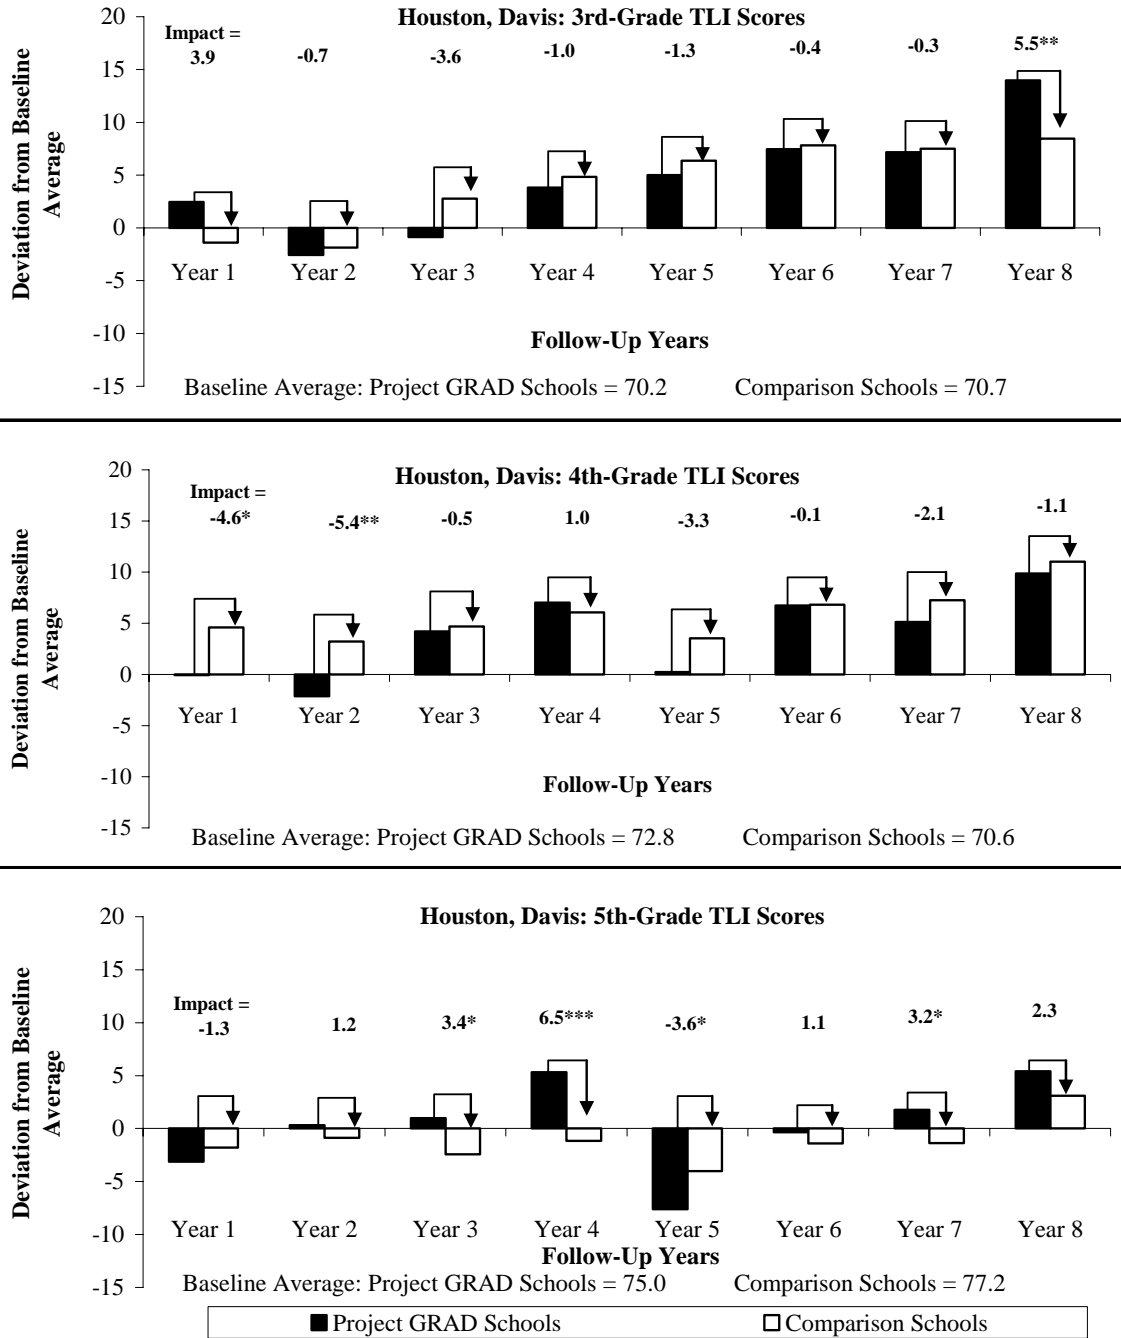 Houston, Davis: 3rd-Grade TLI Scores
Impact =
3.9 -0.7 -3.6 -1.0 -1.3 -0.4 -0.3 5.5**
Deviation from Baseline
Average
20
15
10
5
0
-5
-10
-15
Year 1 Year 2 Year 3 Year 4 Year 5 Year 6 Year 7 Year 8
Follow-Up Years
Baseline Average: Project GRAD Schools = 70.2 Comparison Schools = 70.7
Houston, Davis: 4th-Grade TLI Scores
Impact =
-4.6* -5.4** -0.5 1.0 -3.3 -0.1 -2.1 -1.1
Deviation from Baseline
Average
20
15
10
5
0
-5
-10
-15
Year 1 Year 2 Year 3 Year 4 Year 5 Year 6 Year 7 Year 8
Follow-Up Years
Baseline Average: Project GRAD Schools = 72.8 Comparison Schools = 70.6
Houston, Davis: 5th-Grade TLI Scores
Impact =
-1.3 1.2 3.4* 6.5*** -3.6* 1.1 3.2* 2.3
Deviation from Baseline
Average
20
15
10
5
0
-5
-10
-15
Year 1 Year 2 Year 3 Year 4 Year 5 Year 6 Year 7 Year 8
Follow-Up Years
Baseline Average: Project GRAD Schools = 75.0 Comparison Schools = 77.2
Project GRAD Schools Comparison Schools